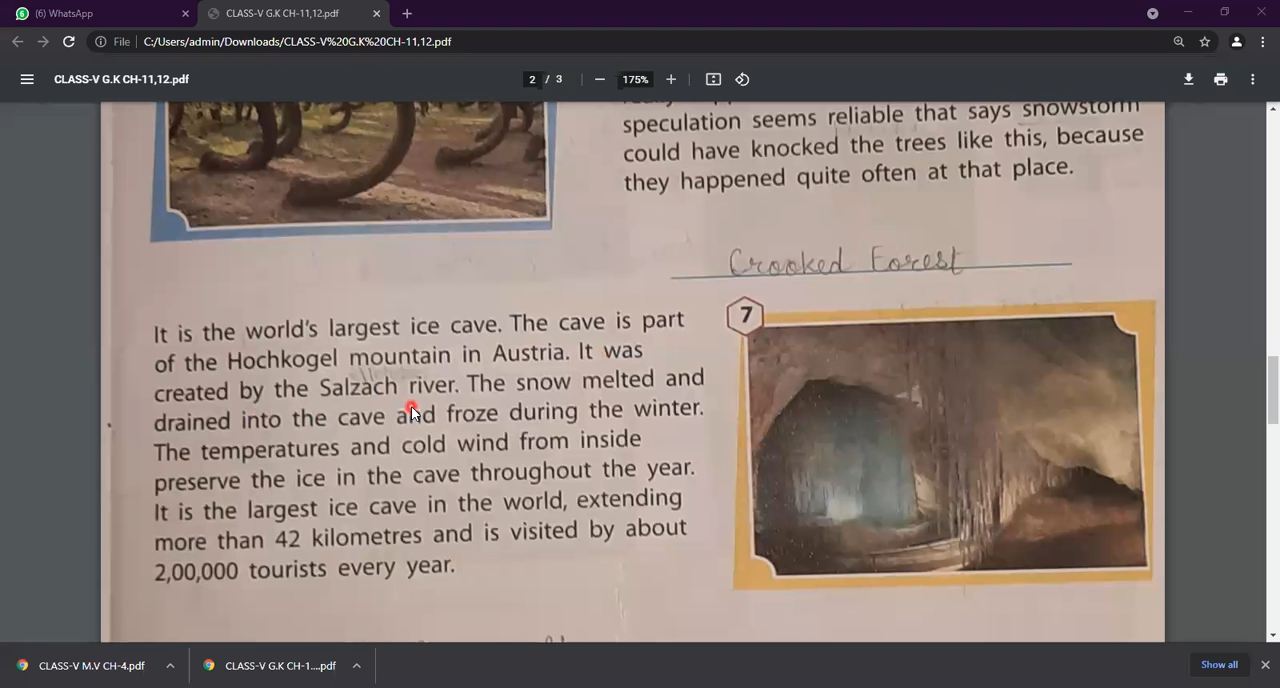 (6) WhatsApp
CLASS-V G.K CH-11,12.pdf
File
C:/Users/admin/Downloads/CLASS-V%20G.K%20CH-11,12.pdf
CLASS-V G.K CH-11,12.pdf
2 / 3
175%
speculation seems reliable that says snowstorm
could have knocked the trees like this, because
they happened quite often at that place.
Crooked Forest
7
It is the world's largest ice cave. The cave is part
of the Hochkogel mountain in Austria. It was
created by the Salzach river. The snow melted and
drained into the cave and froze during the winter.
The temperatures and cold wind from inside
preserve the ice in the cave throughout the year.
It is the largest ice cave in the world, extending
more than 42 kilometres and is visited by about
2,00,000 tourists every year.
CLASS-V M.V CH-4.pdf
CLASS-V G.K CH-1....pdf
Show all